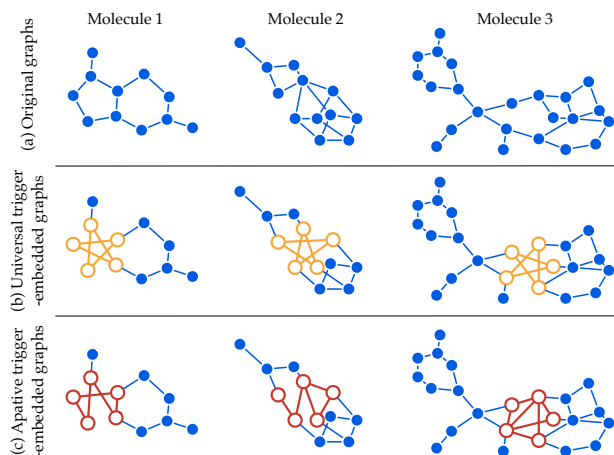 Molecule 1 Molecule 2 Molecule 3
(a) Original graphs
(b) Universal trigger
-embedded graphs
(c) Apative trigger
-embedded graphs